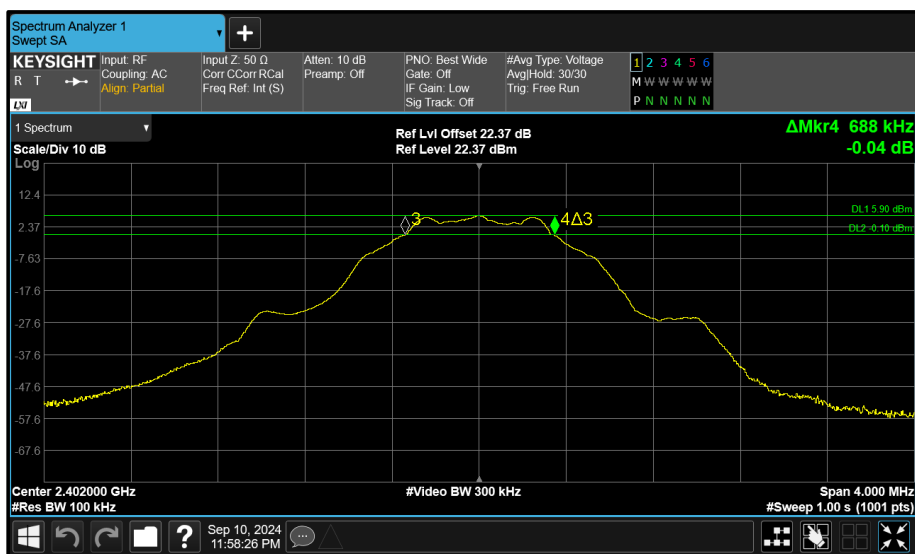 Spectrum Analyzer 1
Swept SA
+
KEYSIGHT
R T
LXI
Input: RF
Coupling: AC
Align: Partial
Input Z: 50 Ω
Corr CCorr RCal
Freq Ref: Int (S)
Atten: 10 dB
Preamp: Off
PNO: Best Wide
Gate: Off
IF Gain: Low
Sig Track: Off
#Avg Type: Voltage
Avg|Hold: 30/30
Trig: Free Run
1 2 3 4 5 6
M W W W W W
P N N N N N
1 Spectrum
Scale/Div 10 dB
Ref Lvl Offset 22.37 dB
Ref Level 22.37 dBm
ΔMkr4 688 kHz
-0.04 dB
Log
12.4
2.37
-7.63
-17.6
-27.6
-37.6
-47.6
-57.6
-67.6
3
4Δ3
DL1 5.90 dBm
DL2 -0.10 dBm
Center 2.402000 GHz
#Video BW 300 kHz
Span 4.000 MHz
#Res BW 100 kHz
#Sweep 1.00 s (1001 pts)
?
Sep 10, 2024
11:58:26 PM